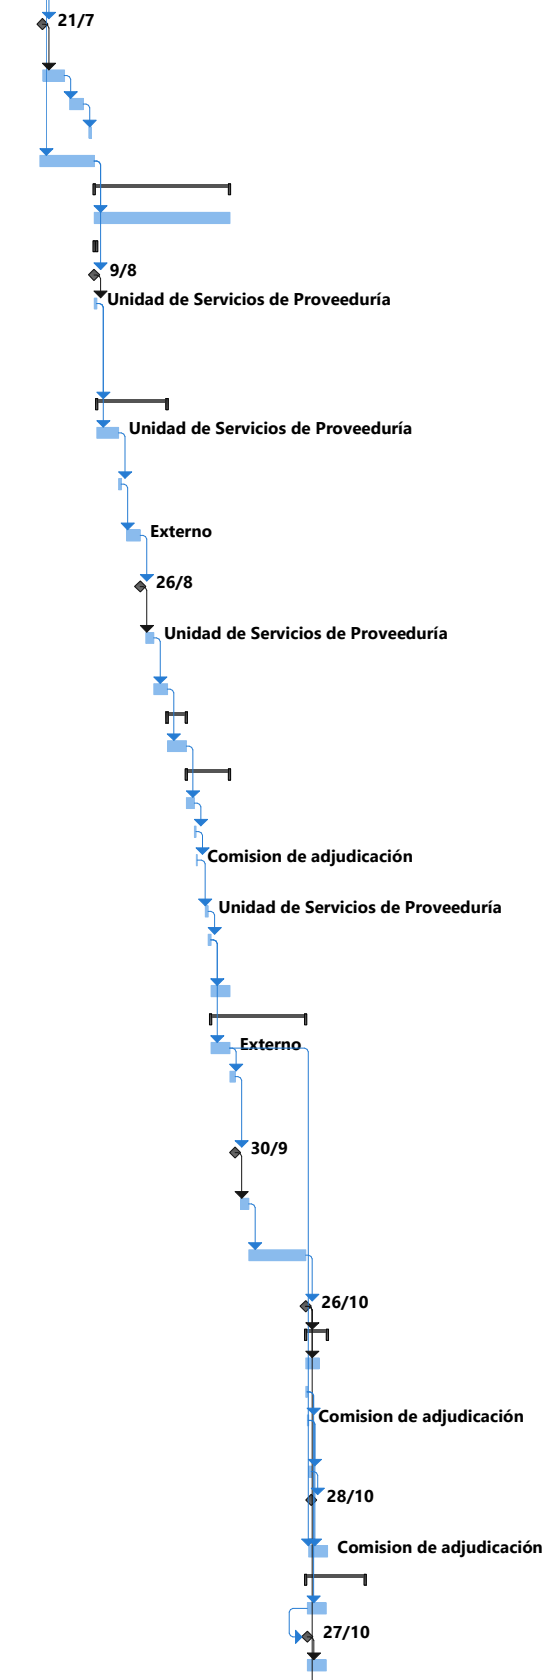 21/7
9/8
Unidad de Servicios de Proveeduría
Unidad de Servicios de Proveeduría
Externo
26/8
Unidad de Servicios de Proveeduría
Comision de adjudicación
Unidad de Servicios de Proveeduría
Externo
30/9
26/10
Comision de adjudicación
28/10
Comision de adjudicación
27/10